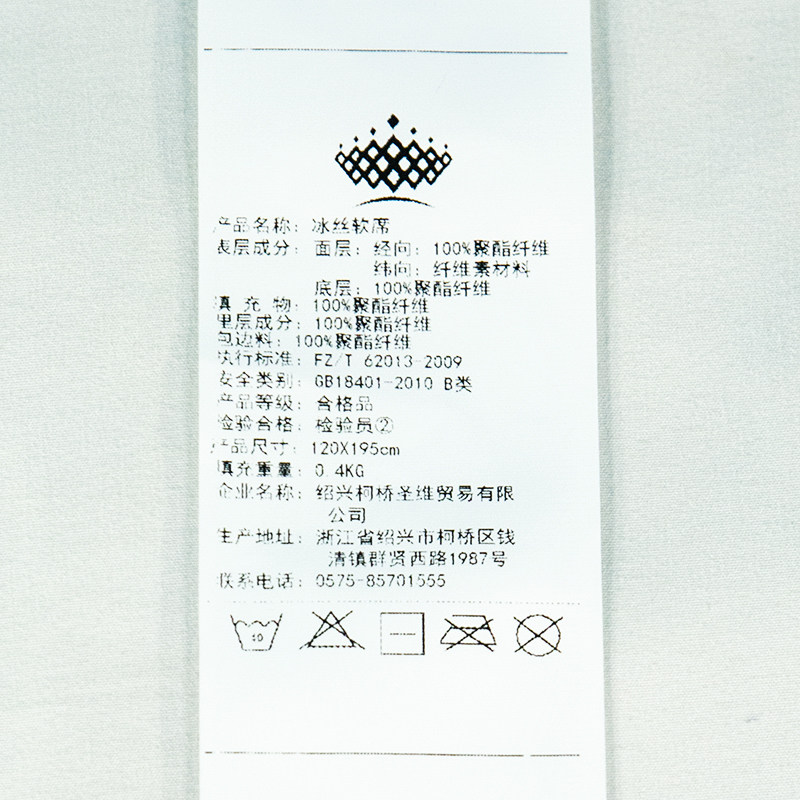 产品名称：冰丝软席
表层成分：面层：经向：100%聚酯纤维
纬向：纤维素材料
底层：100%聚酯纤维
填充物：100%聚酯纤维
里层成分：100%聚酯纤维
包边料：100%聚酯纤维
执行标准：FZ/T 62013-2009
安全类别：GB18401-2010 B类
产品等级：合格品
检验合格：检验员②
产品尺寸：120X195cm
填充重量：0.4KG
企业名称：绍兴柯桥圣维贸易有限
公司
生产地址：浙江省绍兴市柯桥区钱
清镇群贤西路1987号
联系电话：0575-85701555
40